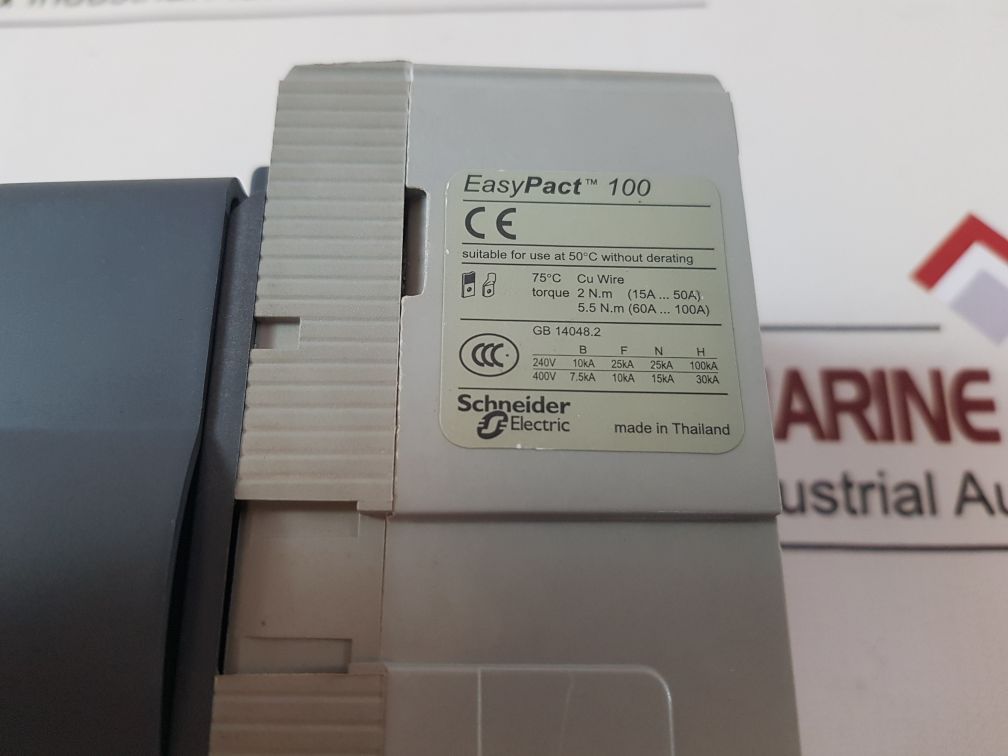 EasyPact™ 100
CE
suitable for use at 50°C without derating
75°C Cu Wire
torque 2 N.m (15A ... 50A)
5.5 N.m (60A ... 100A)
GB 14048.2
CCC
B F N H
240V 10kA 25kA 25kA 100kA
400V 7.5kA 10kA 15kA 30kA
Schneider
Electric
made in Thailand
ARINE
ustrial Au